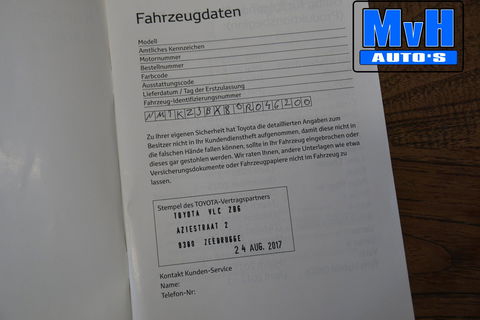 MvH
AUTO'S
Fahrzeugdaten
Modell
Amtliches Kennzeichen
Motornummer
Bestellnummer
Farbcode
Ausstattungscode
Lieferdatum / Tag der Erstzulassung
Fahrzeug-Identifizierungsnummer
NMTKZ3BX80R046200
Zu Ihrer eigenen Sicherheit hat Toyota die detaillierten Angaben zum
Besitzer nicht in Ihr Kundendienstheft aufgenommen, damit diese nicht in
die falschen Hände fallen können, sollte in Ihr Fahrzeug eingebrochen oder
dieses gar gestohlen werden. Wir raten Ihnen, andere Unterlagen wie etwa
Versicherungsdokumente oder Fahrzeugpapiere nicht im Fahrzeug zu
lassen.
Stempel des TOYOTA-Vertragspartners
TOYOTA VLC ZBG
AZIESTRAAT 2
8380 ZEEBRUGGE
24 AUG. 2017
Kontakt Kunden-Service
Name:
Telefon-Nr: